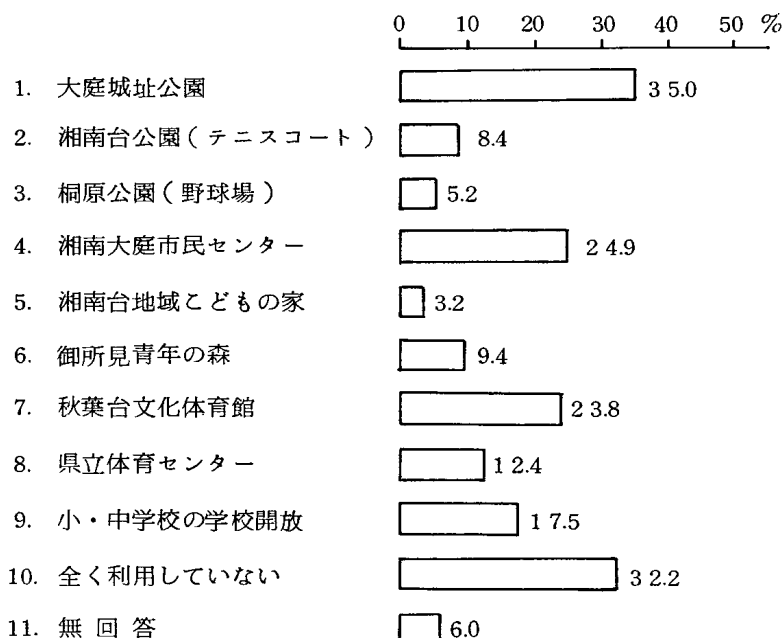 0 10 20 30 40 50 %
1. 大庭城址公園 35.0
2. 湘南台公園(テニスコート) 8.4
3. 桐原公園(野球場) 5.2
4. 湘南大庭市民センター 24.9
5. 湘南台地域こどもの家 3.2
6. 御所見青年の森 9.4
7. 秋葉台文化体育館 23.8
8. 県立体育センター 12.4
9. 小・中学校の学校開放 17.5
10. 全く利用していない 32.2
11. 無回答 6.0